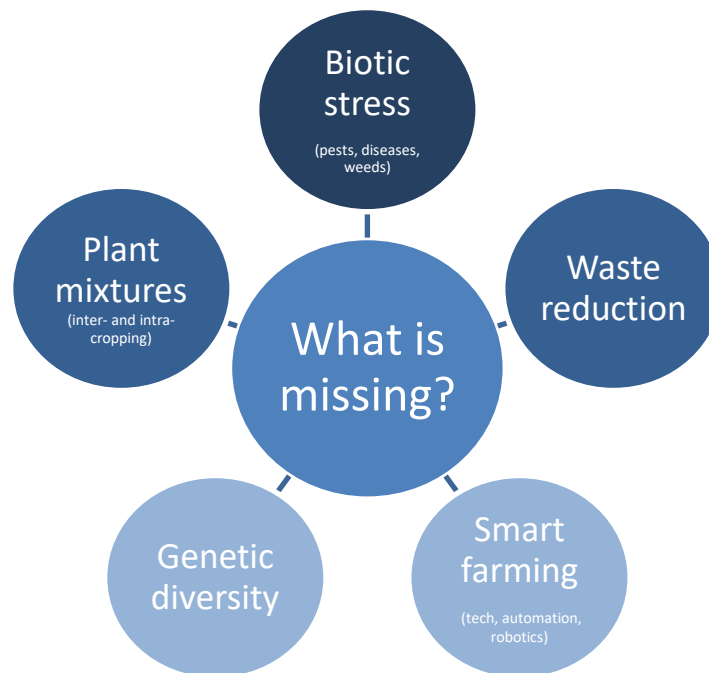 Biotic
stress
(pests, diseases,
weeds)
Plant
mixtures
(inter- and intra-
cropping)
Waste
reduction
What is
missing?
Genetic
diversity
Smart
farming
(tech, automation,
robotics)